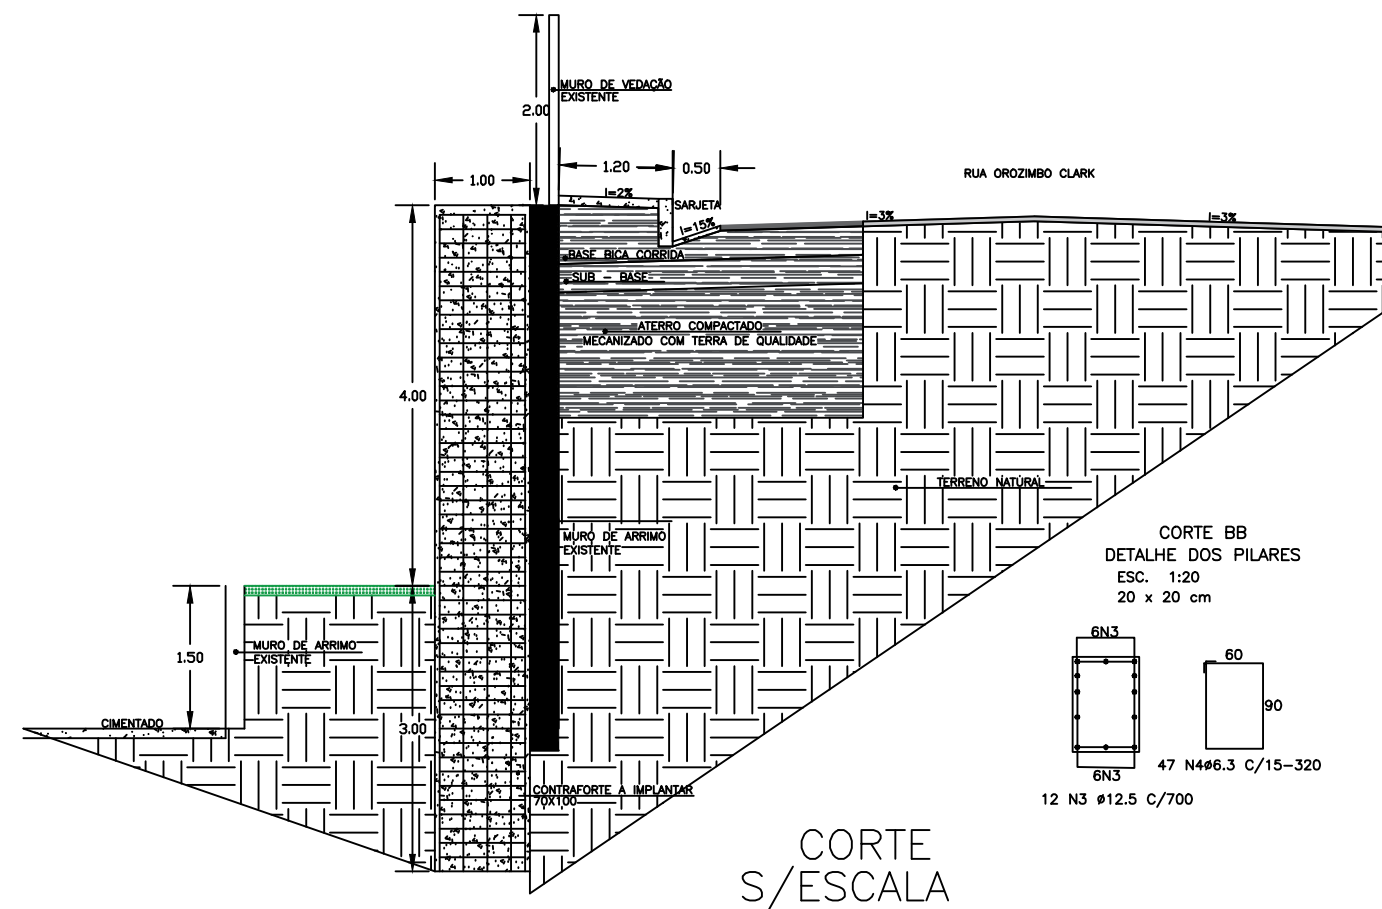 MURO DE VEDAÇÃO
EXISTENTE
2.00
1.20
0.50
1.00
RUA OROZIMBO CLARK
I=2%
SARJETA
I=15%
I=3%
I=3%
BASE BICA CORRIDA
SUB - BASE
ATERRO COMPACTADO
MECANIZADO COM TERRA DE QUALIDADE
4.00
TERRENO NATURAL
MURO DE ARRIMO
EXISTENTE
CORTE BB
DETALHE DOS PILARES
ESC. 1:20
20 x 20 cm
MURO DE ARRIMO
EXISTENTE
1.50
CIMENTADO
3.00
6N3
60
90
6N3
47 N4ø6.3 C/15-320
12 N3 ø12.5 C/700
CONTRAFORTE A IMPLANTAR
70X100
CORTE
S/ESCALA